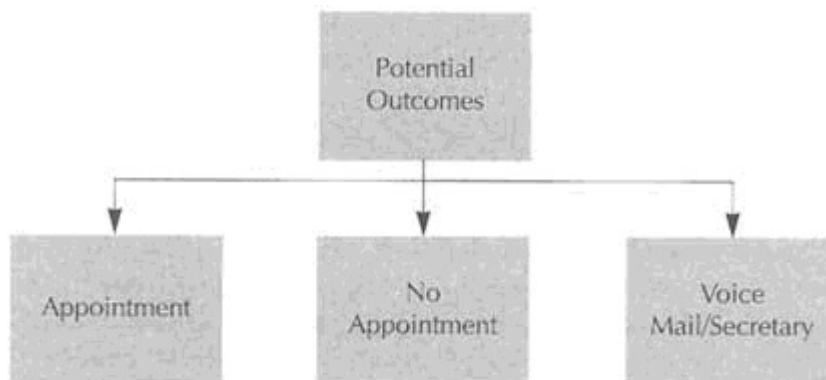 Potential
Outcomes
Appointment
No
Appointment
Voice
Mail/Secretary